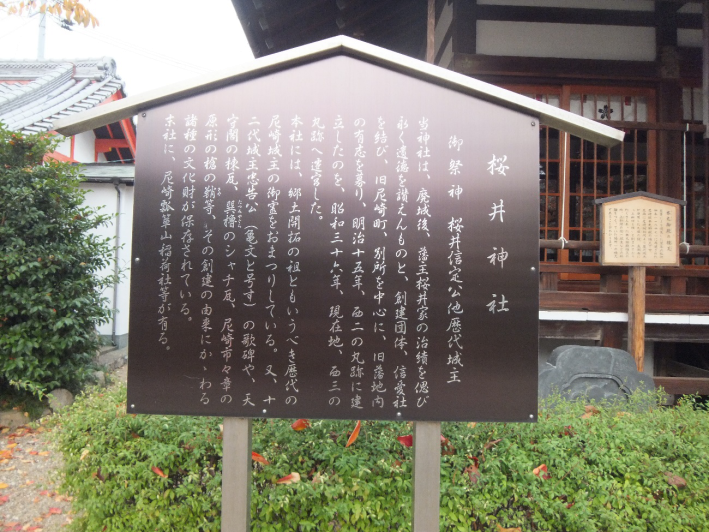 桜井神社
御祭神 桜井信定公他歴代城主
当神社は、廃城後、藩主桜井家の治績を偲び
永く遺徳を讃えんものと、創建団体、信愛社
を結び、旧尼崎町、別所を中心に、旧藩地内
の有志を募り、明治十五年、西二の丸跡に建
立したのを、昭和三十六年、現在地、西三の
丸跡へ遷宮した。
本社には、郷土開拓の祖ともいうべき歴代の
尼崎城主の御霊をおまつりしている。又、十
二代城主忠告公（亀文と号す）の歌碑や、天
守閣の棟瓦、巽櫓のシャチ瓦、尼崎市々章の
原形の槍の鞘等、その創建の由来にかゝわる
諸種の文化財が保存されている。
末社に、尼崎瓢箪山稲荷社等が有る。